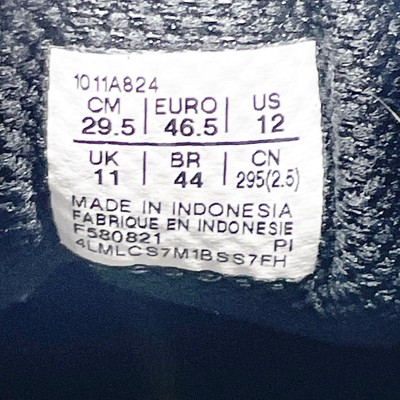 1011A824
CM | EURO | US
29.5 | 46.5 | 12
UK | BR | CN
11 | 44 | 295(2.5)
MADE IN INDONESIA
FABRIQUE EN INDONESIE
F580821 PI
4LMLCS7M1BSS7FH